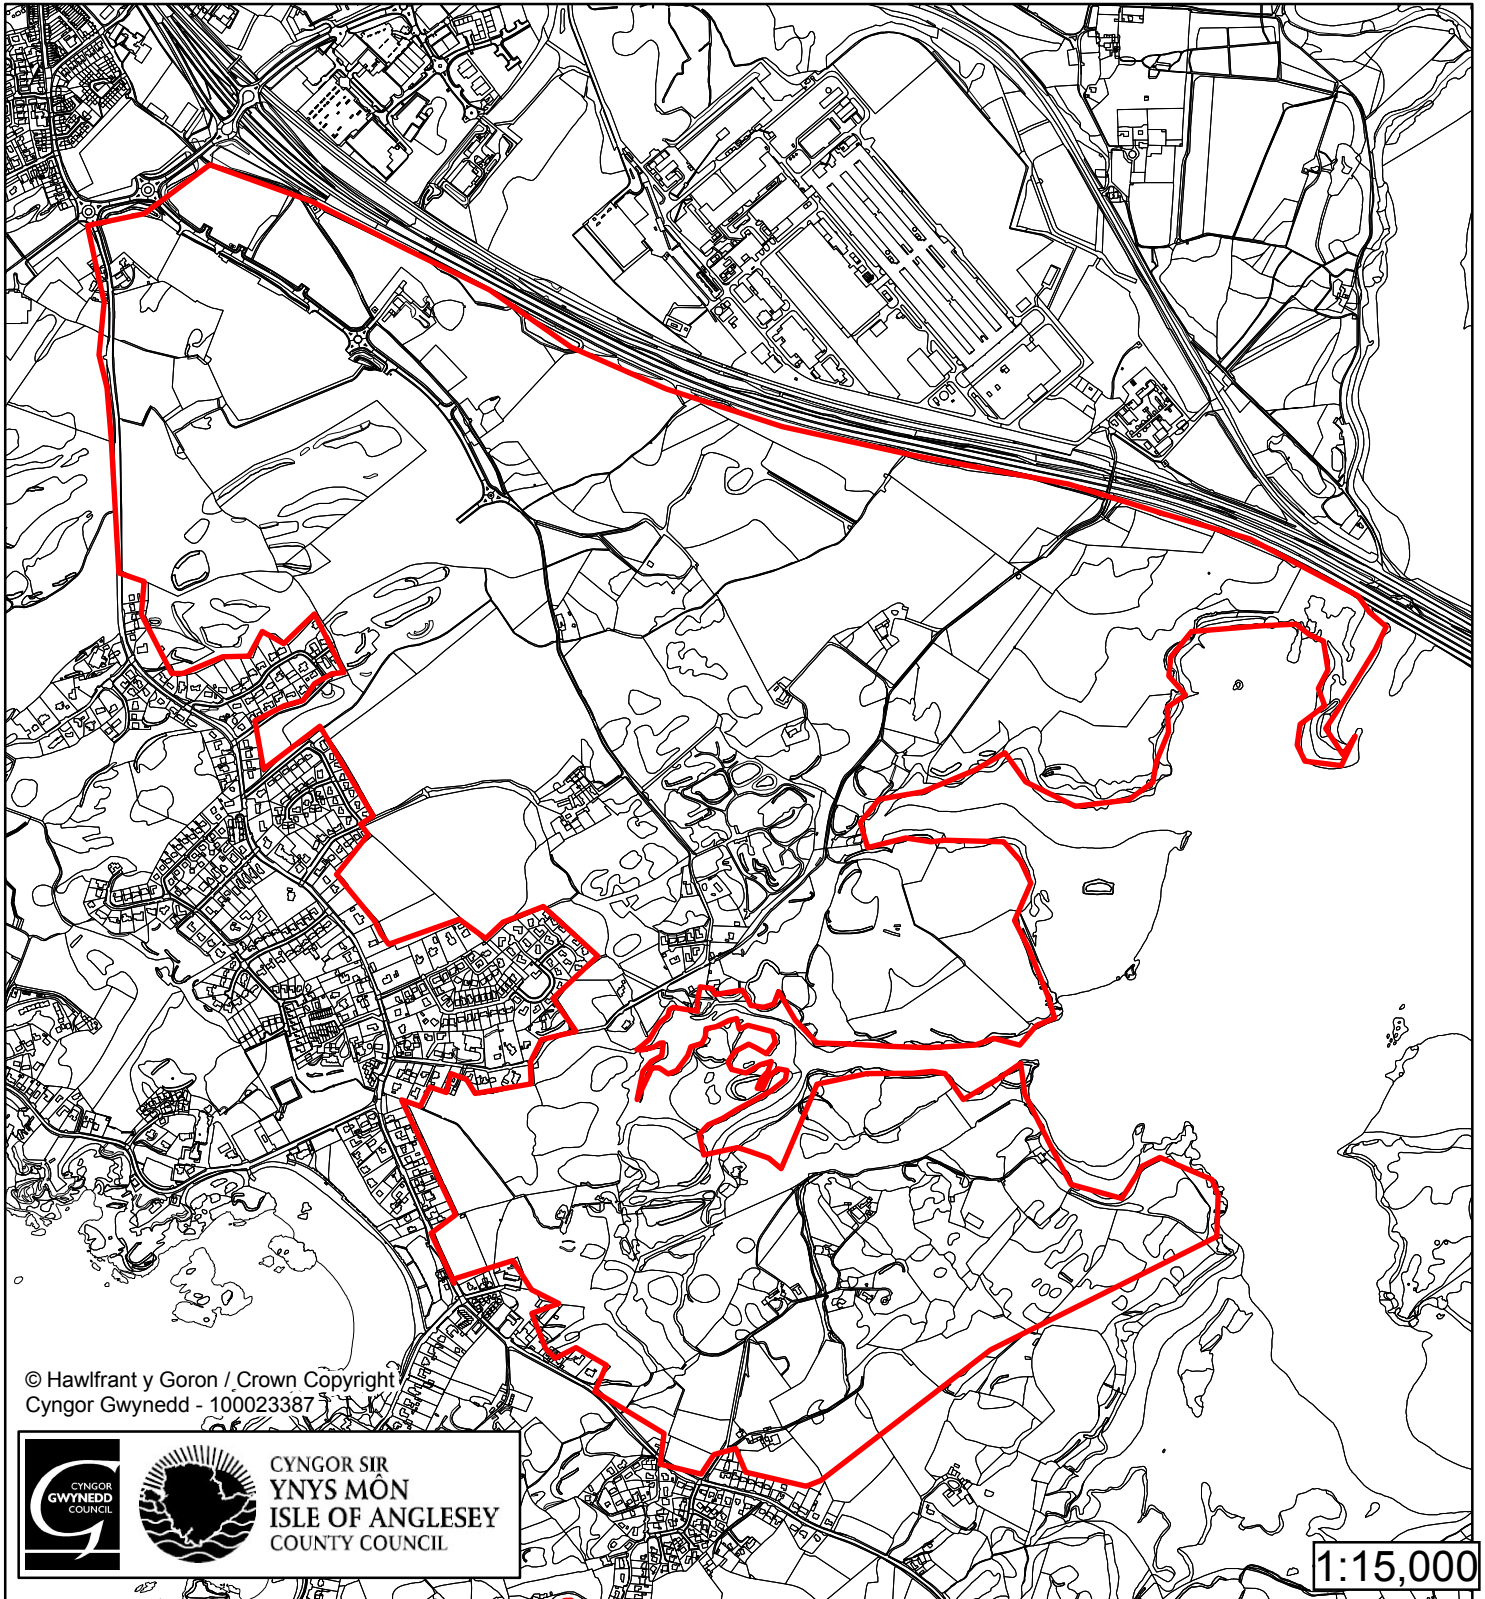 © Hawlfrant y Goron / Crown Copyright
Cyngor Gwynedd - 100023387
CYNGOR
GWYNEDD
COUNCIL
CYNGOR SIR
YNYS MÔN
ISLE OF ANGLESEY
COUNTY COUNCIL
1:15,000